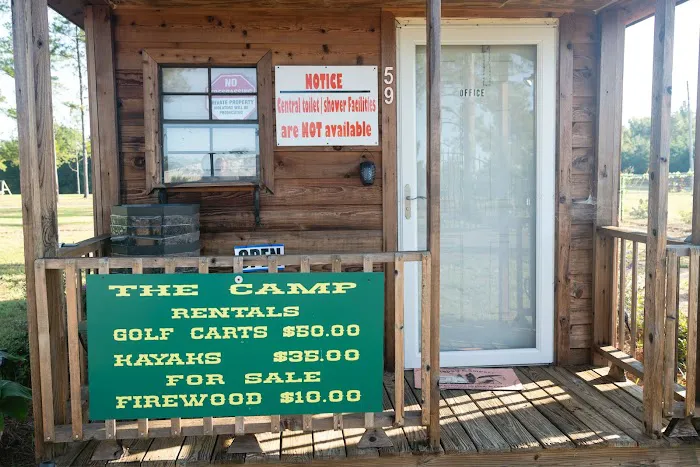 NO
PRIVATE PROPERTY
NOTICE
Central toilet / shower Facilities
are NOT available
59
OFFICE
OPEN
THE CAMP
RENTALS
GOLF CARTS $50.00
KAYAKS $35.00
FOR SALE
FIREWOOD $10.00